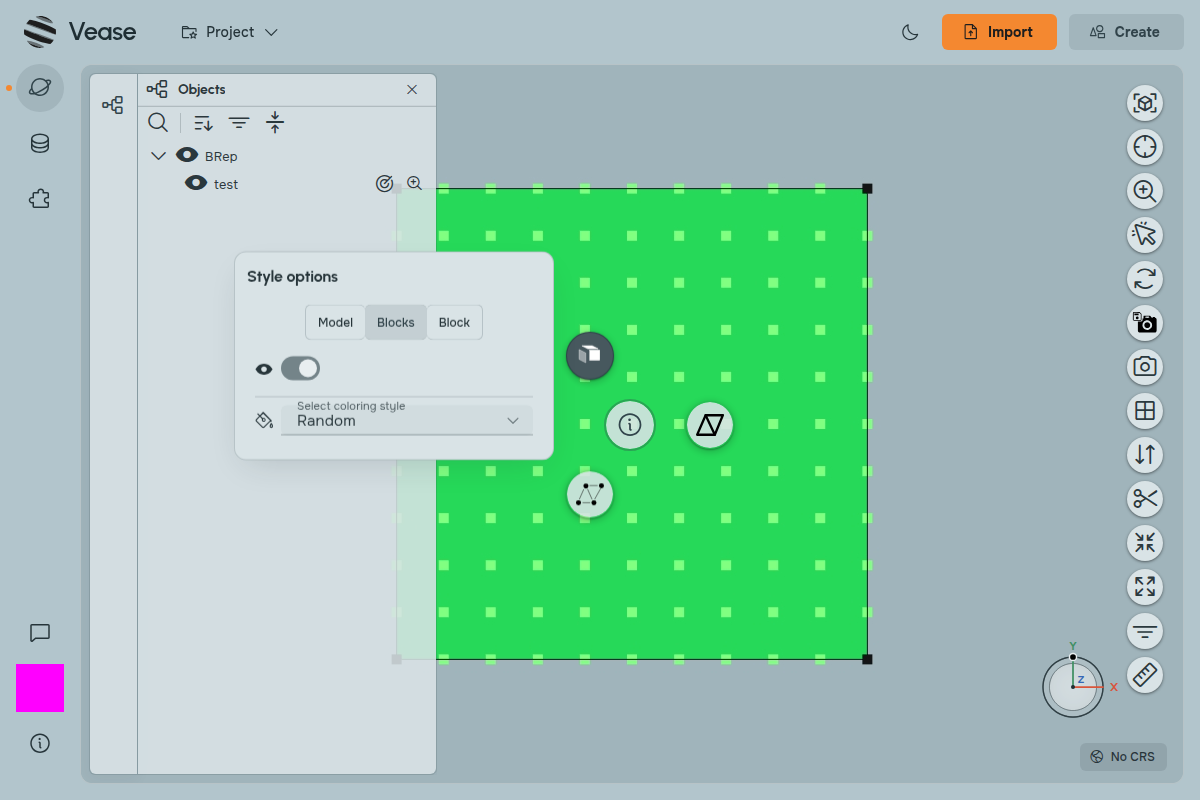 Vease
Project
Import
Create
Objects
BRep
test
Style options
Model
Blocks
Block
Select coloring style
Random
Y
Z
X
No CRS